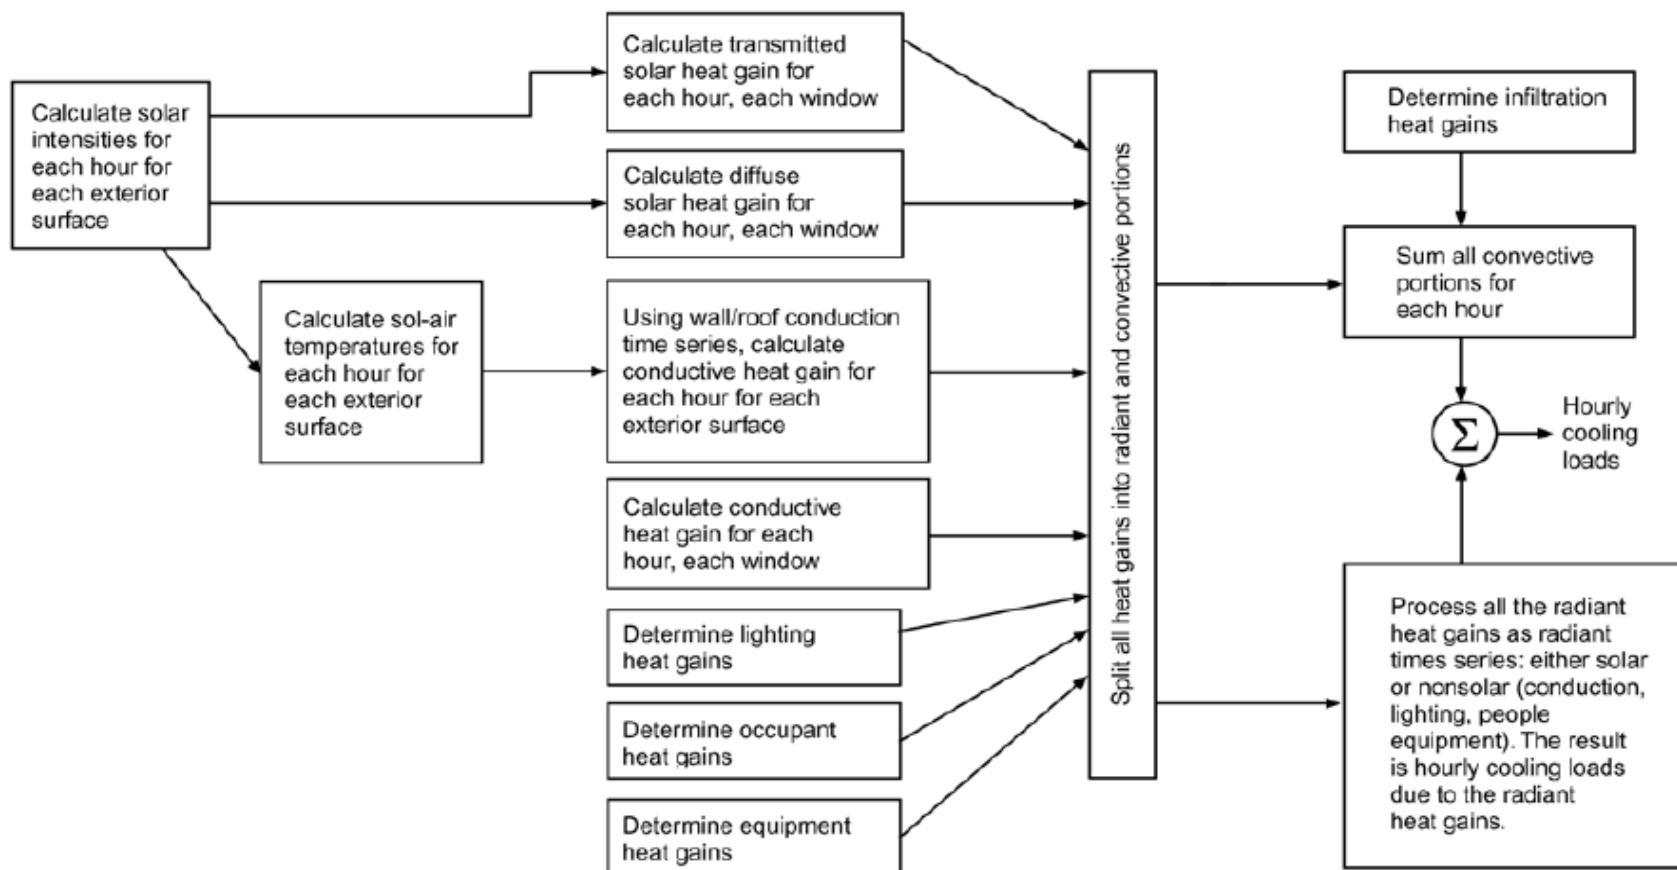 Calculate solar
intensities for
each hour for
each exterior
surface
Calculate sol-air
temperatures for
each hour for
each exterior
surface
Calculate transmitted
solar heat gain for
each hour, each window
Calculate diffuse
solar heat gain for
each hour, each window
Using wall/roof conduction
time series, calculate
conductive heat gain for
each hour for each
exterior surface
Calculate conductive
heat gain for each
hour, each window
Determine lighting
heat gains
Determine occupant
heat gains
Determine equipment
heat gains
Split all heat gains into radiant and convective portions
Determine infiltration
heat gains
Sum all convective
portions for
each hour
Σ
Hourly
cooling
loads
Process all the radiant
heat gains as radiant
times series: either solar
or nonsolar (conduction,
lighting, people
equipment). The result
is hourly cooling loads
due to the radiant
heat gains.